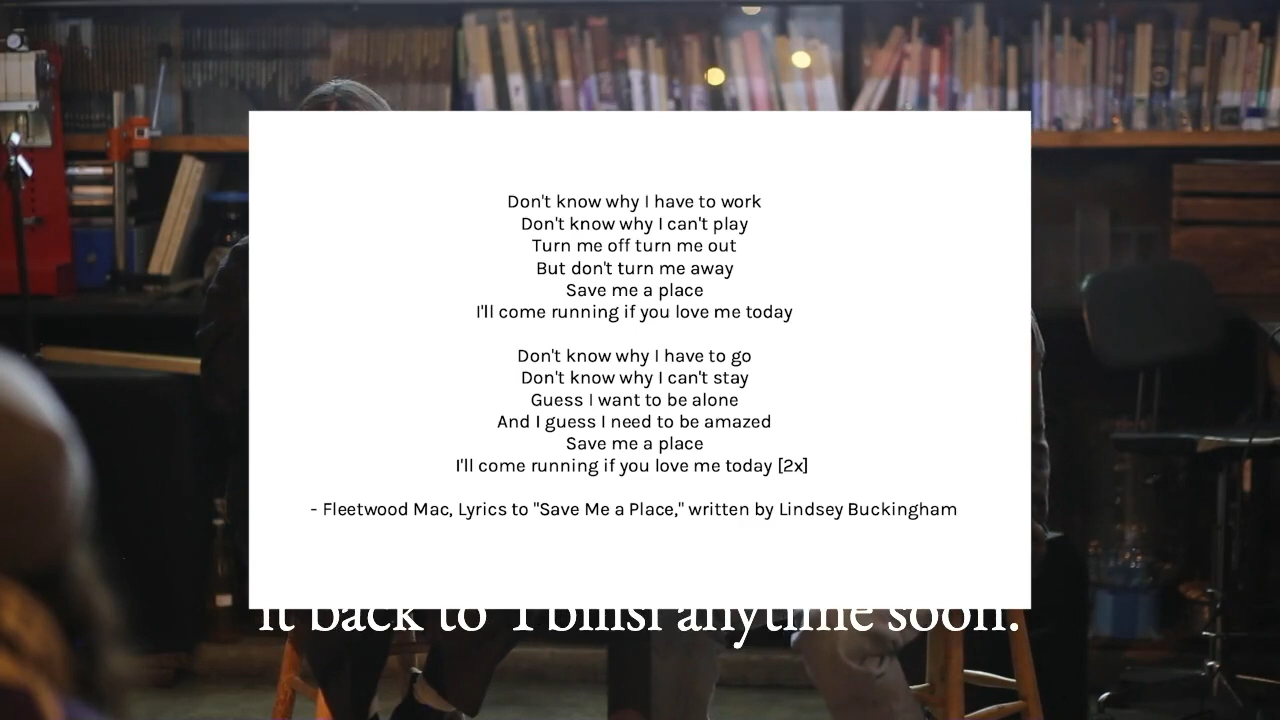 Don't know why I have to work
Don't know why I can't play
Turn me off turn me out
But don't turn me away
Save me a place
I'll come running if you love me today
Don't know why I have to go
Don't know why I can't stay
Guess I want to be alone
And I guess I need to be amazed
Save me a place
I'll come running if you love me today [2x]
- Fleetwood Mac, Lyrics to "Save Me a Place," written by Lindsey Buckingham
it back to Tbilisi anytime soon.